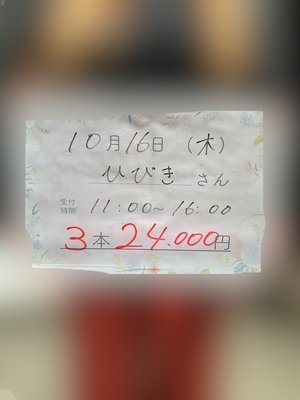 10月16日 (木)
ひびき さん
受付時間 11:00~16:00
3本 24.000円